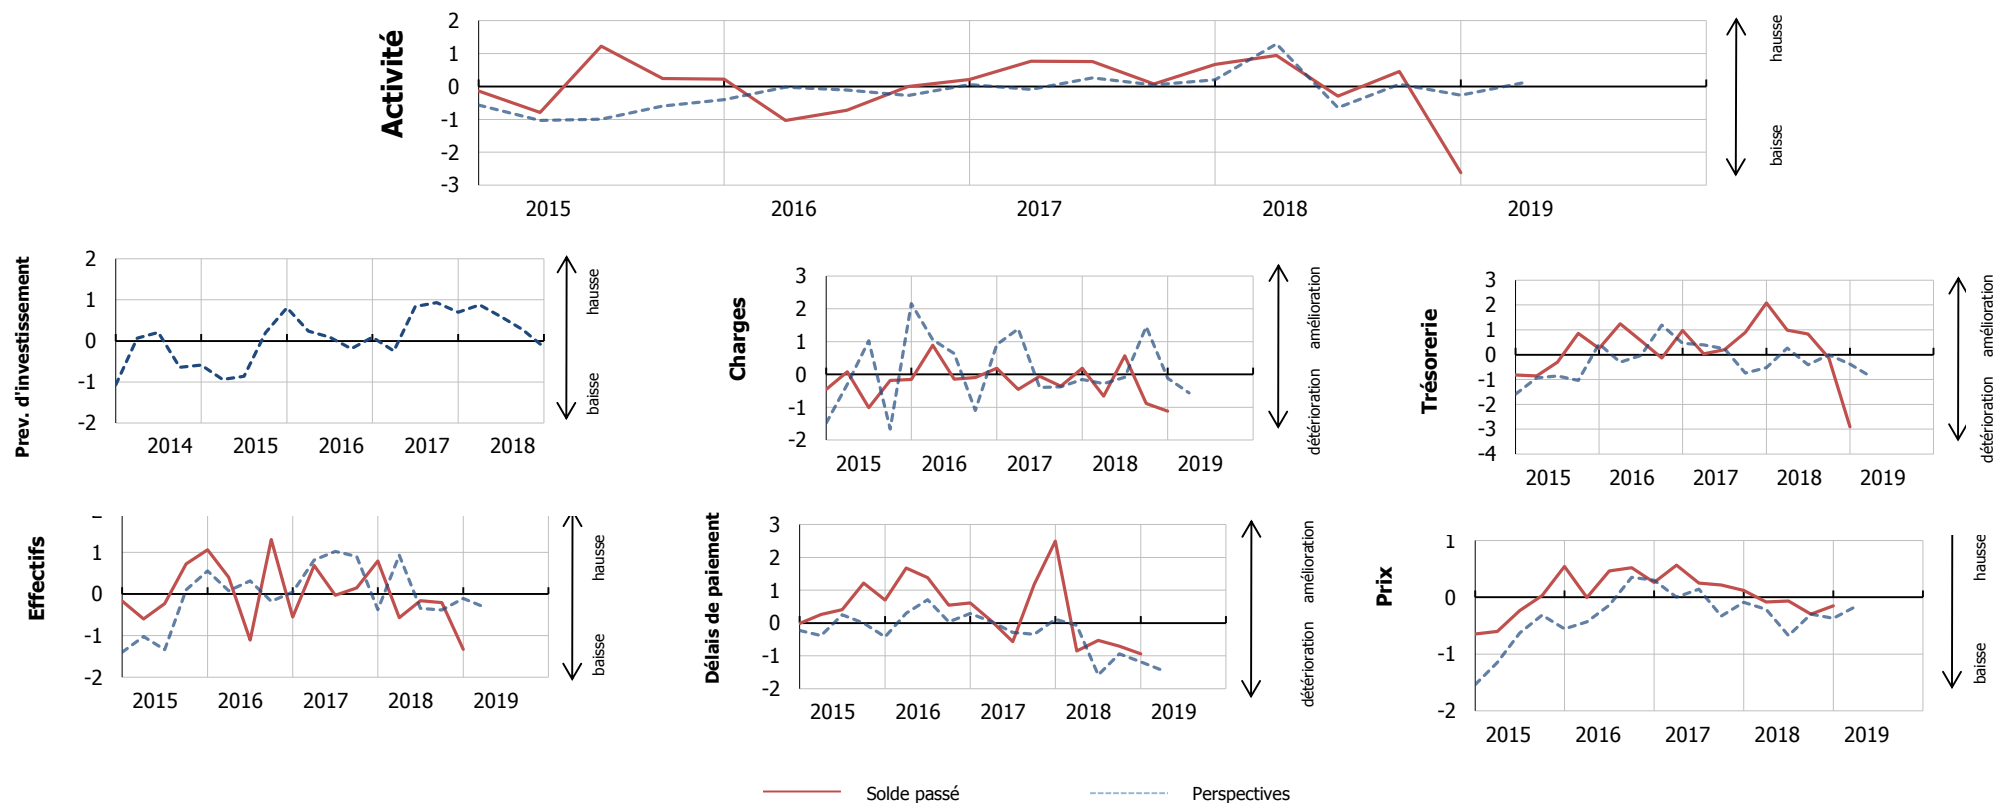 Activité
2
1
0
-1
-2
-3
2015 2016 2017 2018 2019
hausse
baisse
Prev. d'investissement
2
1
0
-1
-2
2014 2015 2016 2017 2018
hausse
baisse
Charges
3
2
1
0
-1
-2
2015 2016 2017 2018 2019
amélioration
détérioration
Trésorerie
3
2
1
0
-1
-2
-3
-4
2015 2016 2017 2018 2019
amélioration
détérioration
Effectifs
1
0
-1
-2
2015 2016 2017 2018 2019
hausse
baisse
Délais de paiement
3
2
1
0
-1
-2
2015 2016 2017 2018 2019
amélioration
détérioration
Prix
1
0
-1
-2
2015 2016 2017 2018 2019
hausse
baisse
Solde passé Perspectives